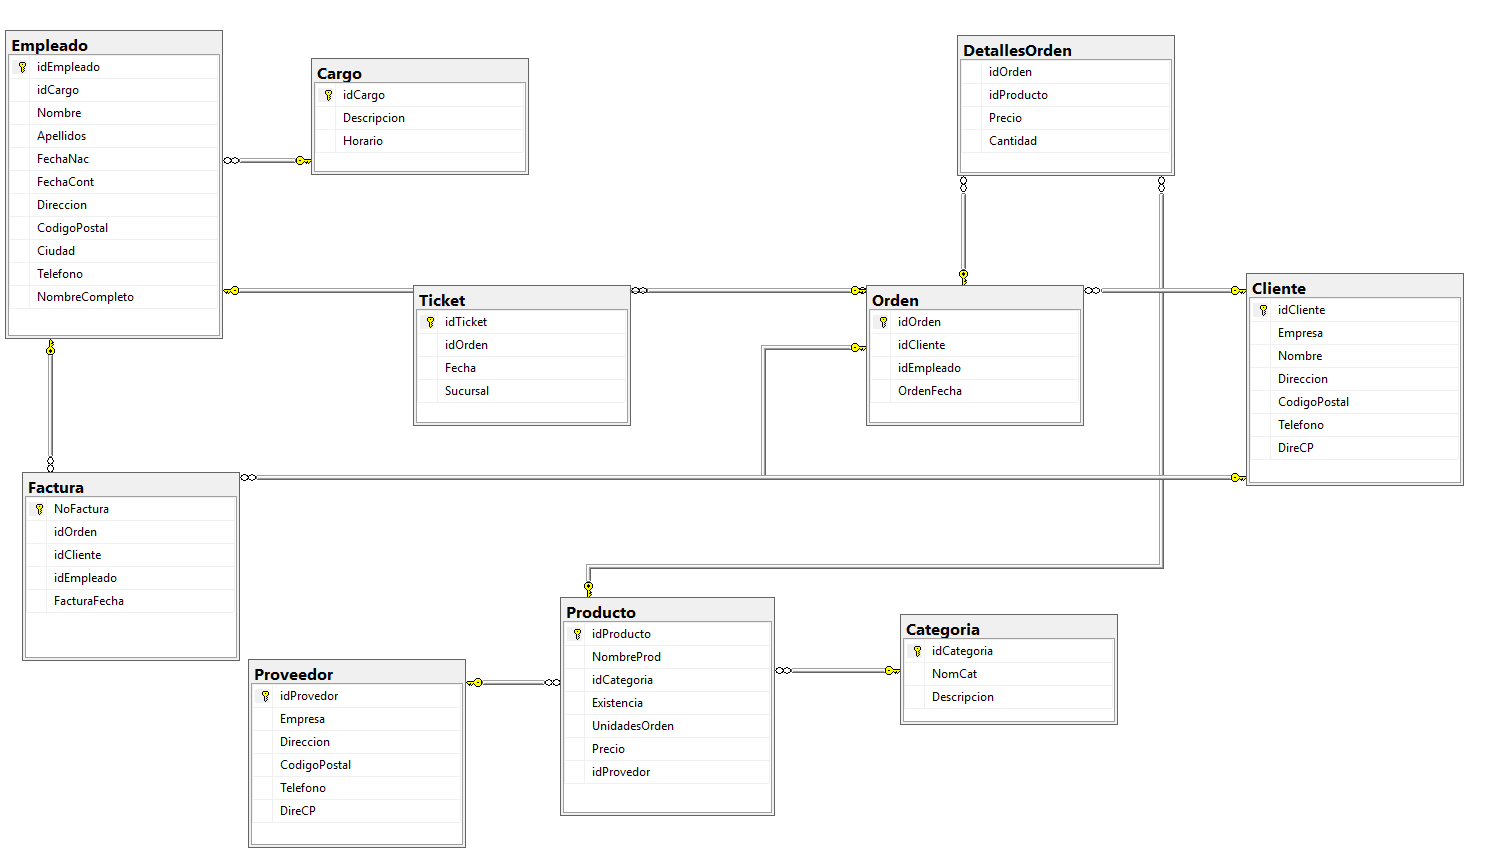 Empleado
idEmpleado
idCargo
Nombre
Apellidos
FechaNac
FechaCont
Direccion
CodigoPostal
Ciudad
Telefono
NombreCompleto
Cargo
idCargo
Descripcion
Horario
DetallesOrden
idOrden
idProducto
Precio
Cantidad
Ticket
idTicket
idOrden
Fecha
Sucursal
Orden
idOrden
idCliente
idEmpleado
OrdenFecha
Cliente
idCliente
Empresa
Nombre
Direccion
CodigoPostal
Telefono
DireCP
Factura
NoFactura
idOrden
idCliente
idEmpleado
FacturaFecha
Proveedor
idProvedor
Empresa
Direccion
CodigoPostal
Telefono
DireCP
Producto
idProducto
NombreProd
idCategoria
Existencia
UnidadesOrden
Precio
idProvedor
Categoria
idCategoria
NomCat
Descripcion